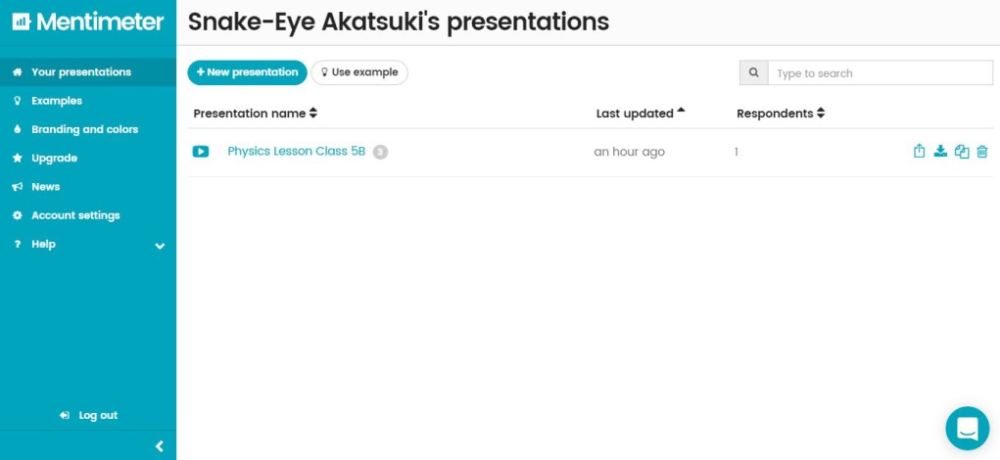 Mentimeter
Snake-Eye Akatsuki's presentations
Your presentations
Examples
Branding and colors
Upgrade
News
Account settings
? Help
Log out
+ New presentation
Use example
Type to search
Presentation name
Last updated
Respondents
Physics Lesson Class 5B 3
an hour ago
1